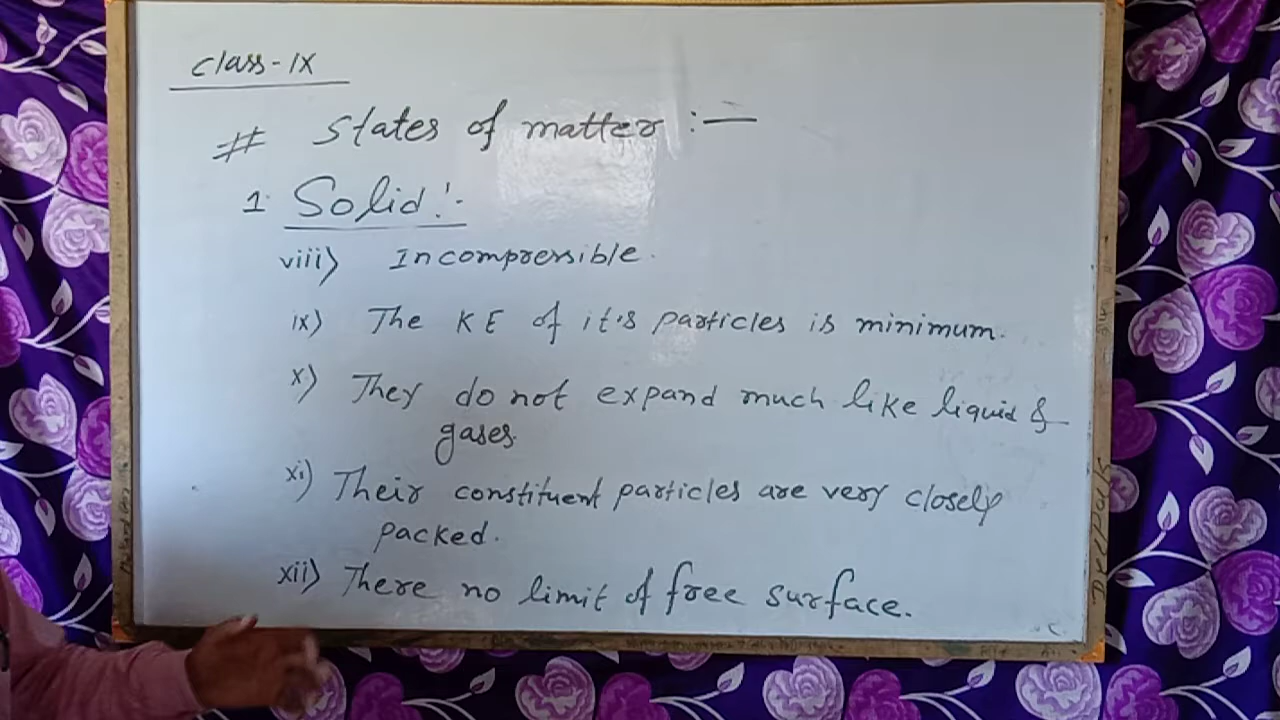 class-IX
# States of matter :—
1. Solid :-
viii) Incompressible.
ix) The KE of it's particles is minimum.
x) They do not expand much like liquid &
gases.
xi) Their constituent particles are very closely
packed.
xii) There no limit of free surface.